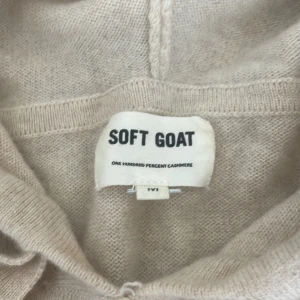 SOFT GOAT
ONE HUNDRED PERCENT CASHMERE
M